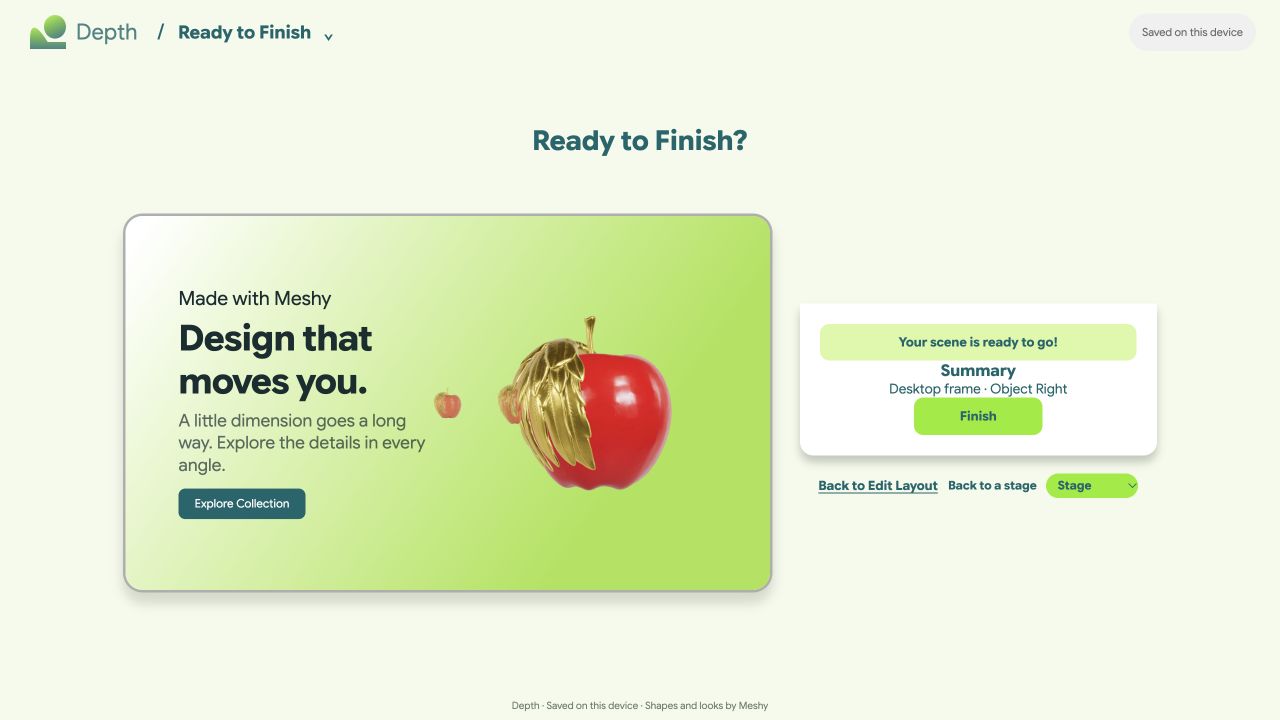 Depth / Ready to Finish
Saved on this device
Ready to Finish?
Made with Meshy
Design that
moves you.
A little dimension goes a long
way. Explore the details in every
angle.
Explore Collection
Your scene is ready to go!
Summary
Desktop frame · Object Right
Finish
Back to Edit Layout Back to a stage Stage
Depth · Saved on this device · Shapes and looks by Meshy